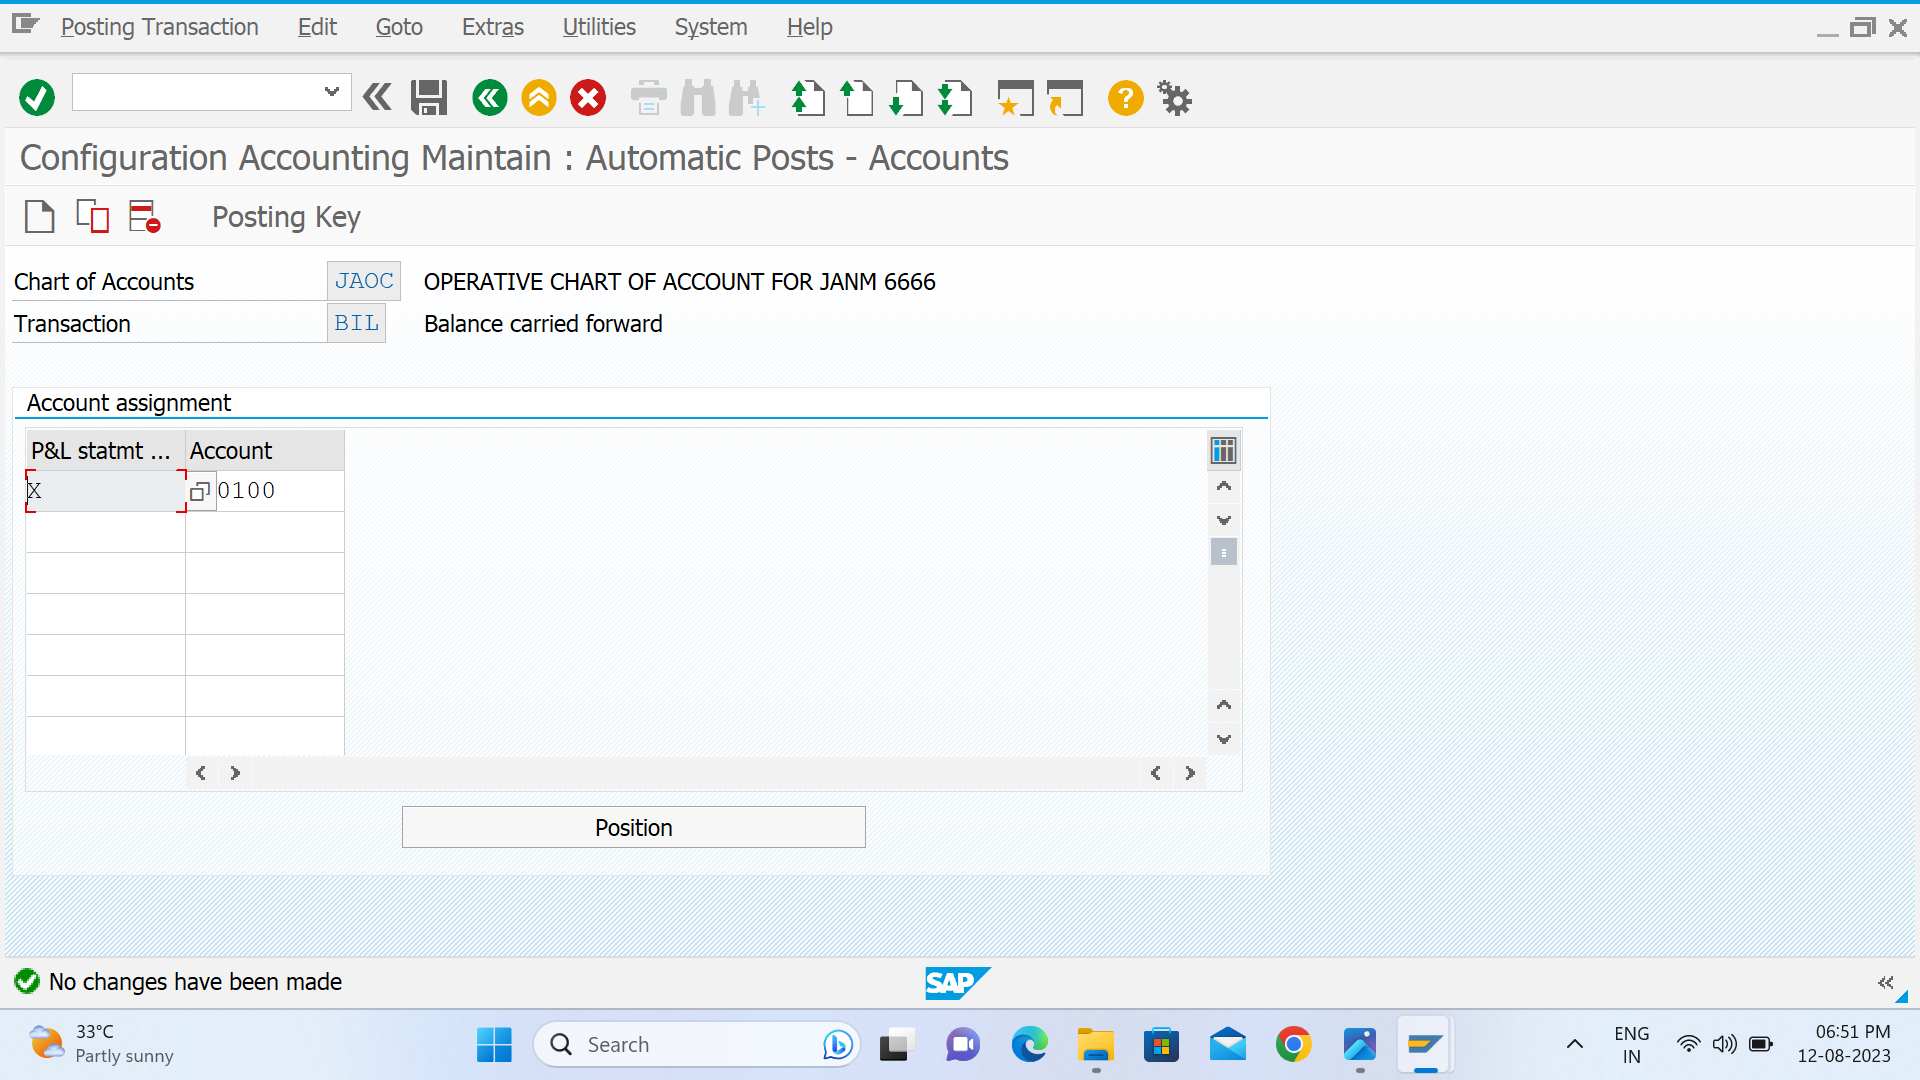 Posting Transaction Edit Goto Extras Utilities System Help
Configuration Accounting Maintain : Automatic Posts - Accounts
Posting Key
Chart of Accounts JAOC OPERATIVE CHART OF ACCOUNT FOR JANM 6666
Transaction BIL Balance carried forward
Account assignment
P&L statmt ... Account
X 0100
Position
No changes have been made
SAP
33°C
Partly sunny
Search
ENG
IN
06:51 PM
12-08-2023